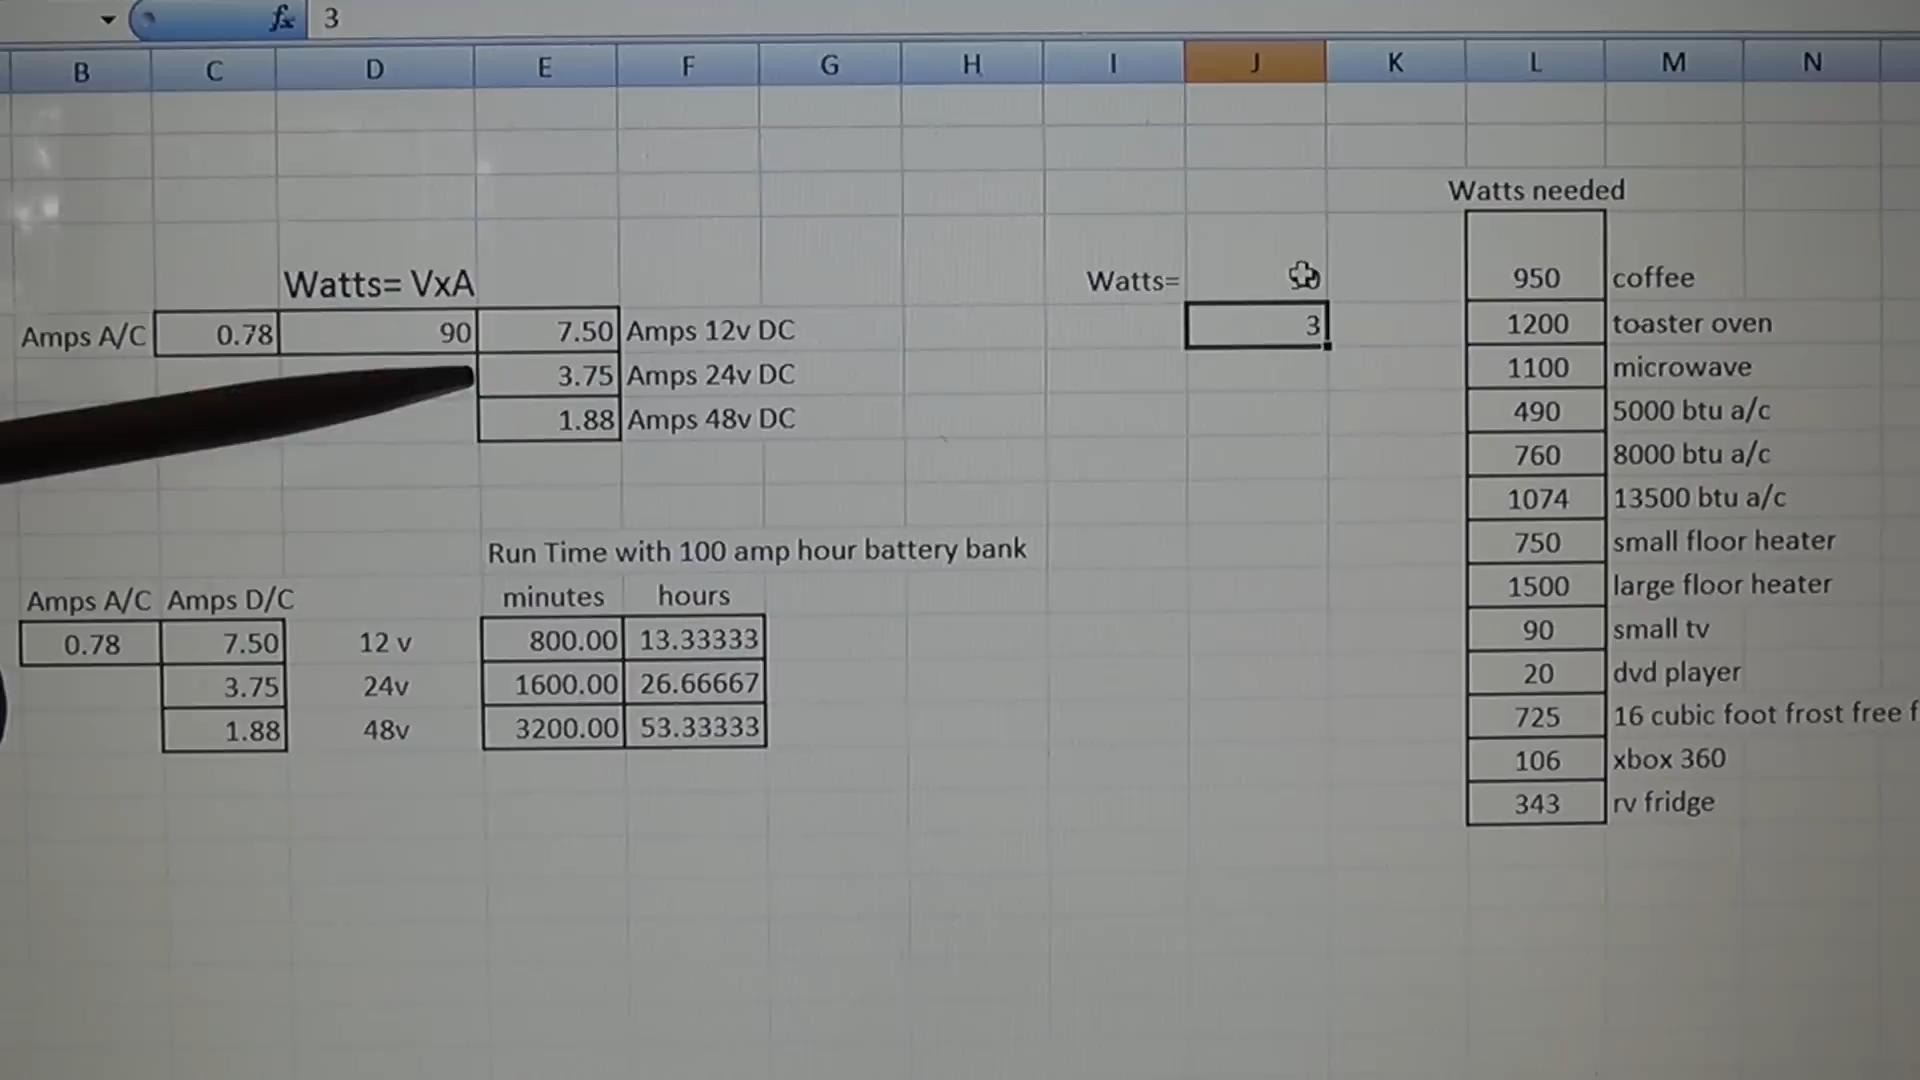 fx 3
B C D E F G H I J K L M N
Watts needed
Watts= VxA Watts= 950 coffee
Amps A/C 0.78 90 7.50 Amps 12v DC 3 1200 toaster oven
3.75 Amps 24v DC 1100 microwave
1.88 Amps 48v DC 490 5000 btu a/c
760 8000 btu a/c
1074 13500 btu a/c
Run Time with 100 amp hour battery bank 750 small floor heater
Amps A/C Amps D/C minutes hours 1500 large floor heater
0.78 7.50 12 v 800.00 13.33333 90 small tv
3.75 24v 1600.00 26.66667 20 dvd player
1.88 48v 3200.00 53.33333 725 16 cubic foot frost free f
106 xbox 360
343 rv fridge